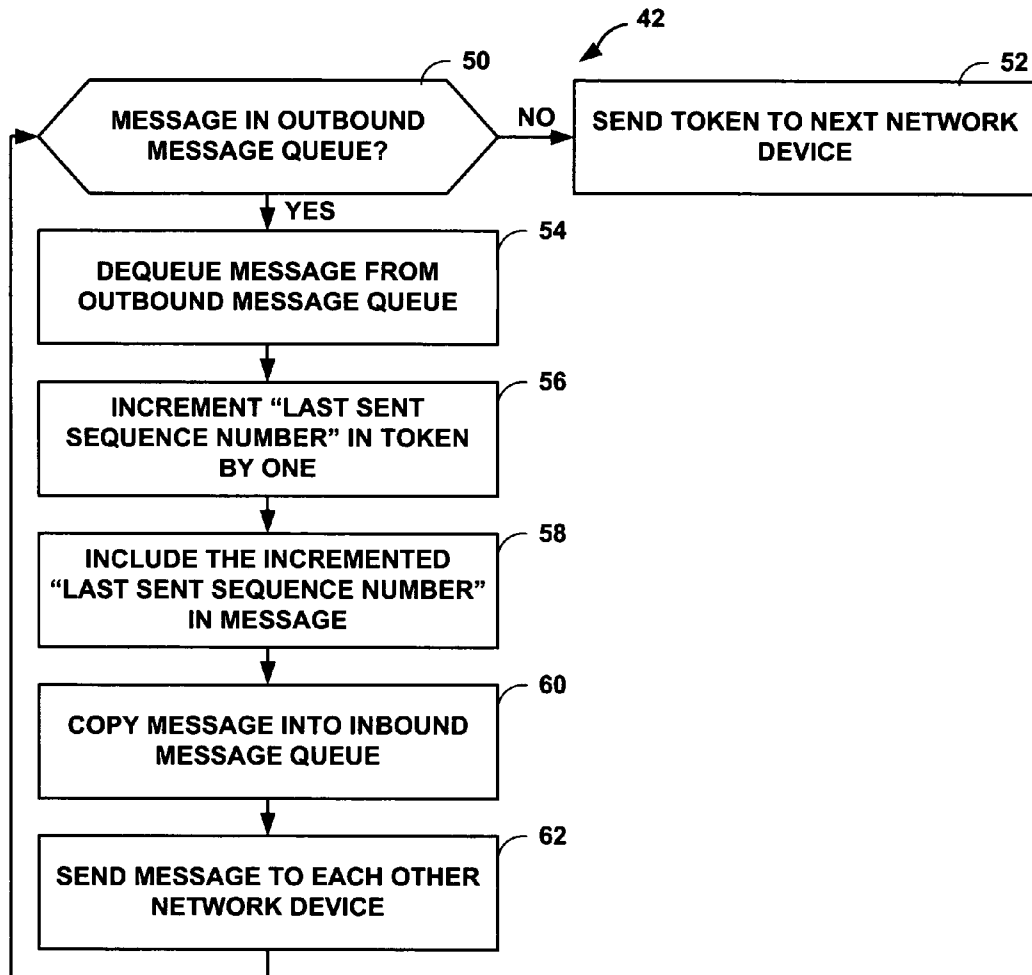 42
50
MESSAGE IN OUTBOUND
MESSAGE QUEUE?
NO
52
SEND TOKEN TO NEXT NETWORK
DEVICE
YES
54
DEQUEUE MESSAGE FROM
OUTBOUND MESSAGE QUEUE
56
INCREMENT “LAST SENT
SEQUENCE NUMBER” IN TOKEN
BY ONE
58
INCLUDE THE INCREMENTED
“LAST SENT SEQUENCE NUMBER”
IN MESSAGE
60
COPY MESSAGE INTO INBOUND
MESSAGE QUEUE
62
SEND MESSAGE TO EACH OTHER
NETWORK DEVICE